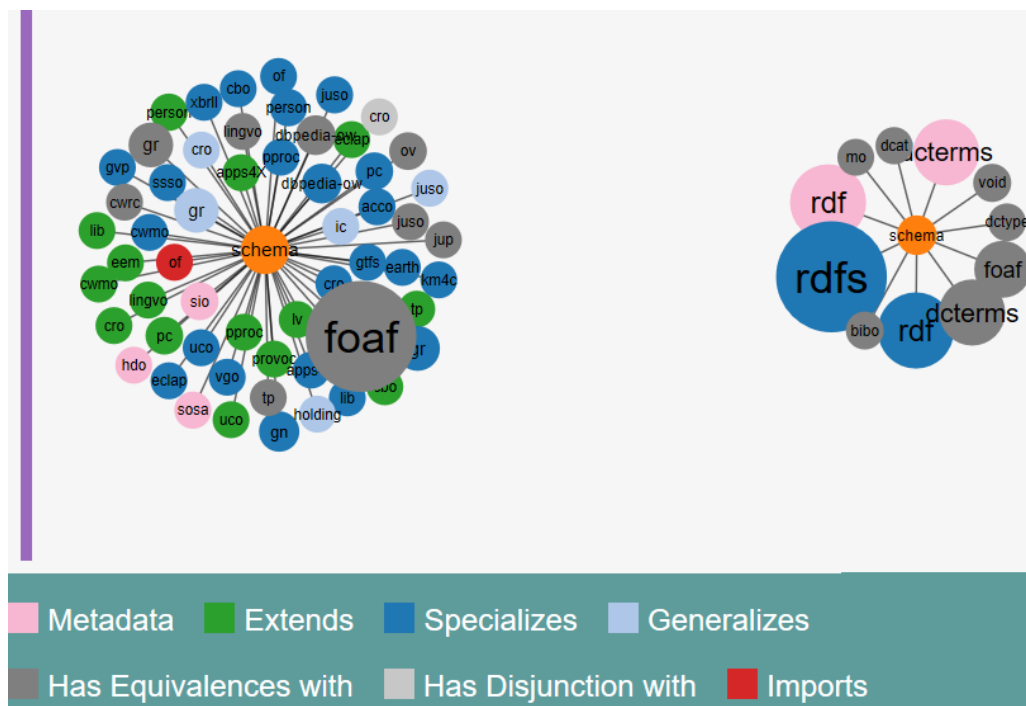 of
cbo
juso
xbrll
person
person
cro
lingvo
dbpedia-ow
eclap
gr
cro
ov
pproc
gvp
ssso
apps4X
dbpedia-ow
pc
juso
cwrc
gr
acco
lib
cwmo
ic
juso
jup
schema
eem
of
gtfs
earth
km4c
cwmo
lingvo
sio
cro
tp
cro
pc
pproc
lv
foaf
hdo
uco
provoc
gr
eclap
vgo
apps
sosa
tp
lib
uco
gn
holding
mo
dcat
dcterms
void
rdf
dctype
schema
rdfs
foaf
bibo
rdf
dcterms
Metadata
Extends
Specializes
Generalizes
Has Equivalences with
Has Disjunction with
Imports